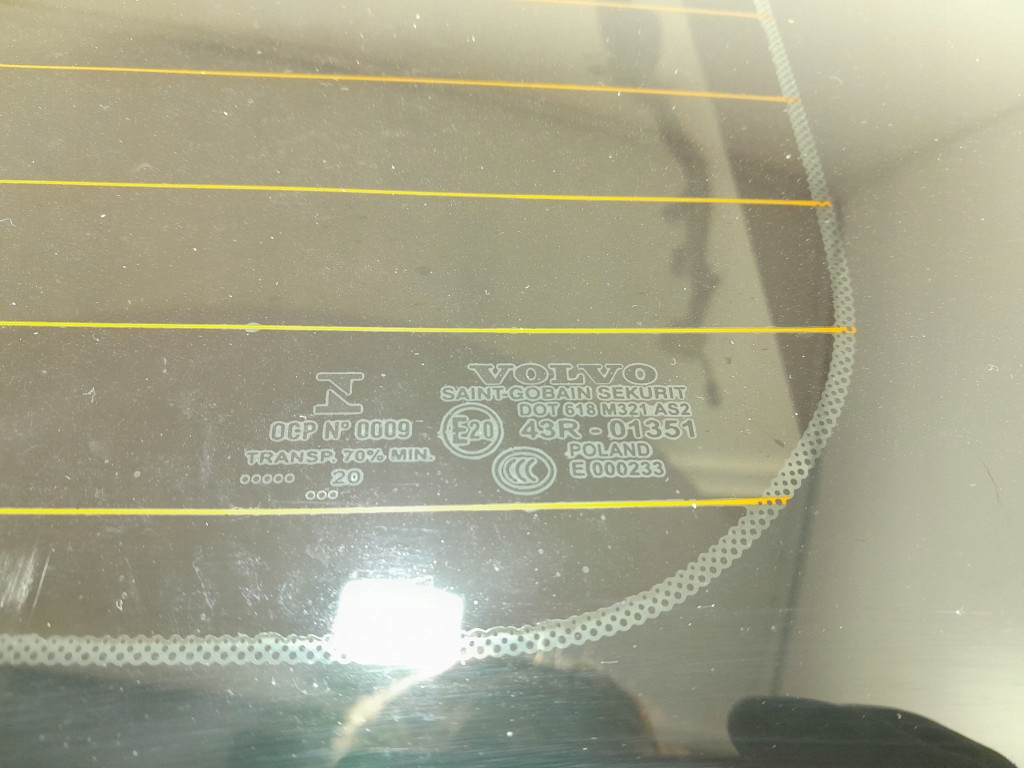 N
OCP Nº 0009
TRANSP. 70% MIN.
20
VOLVO
SAINT-GOBAIN SEKURIT
DOT 618 M321 AS2
E20 43R - 01351
POLAND
CCC E 000233